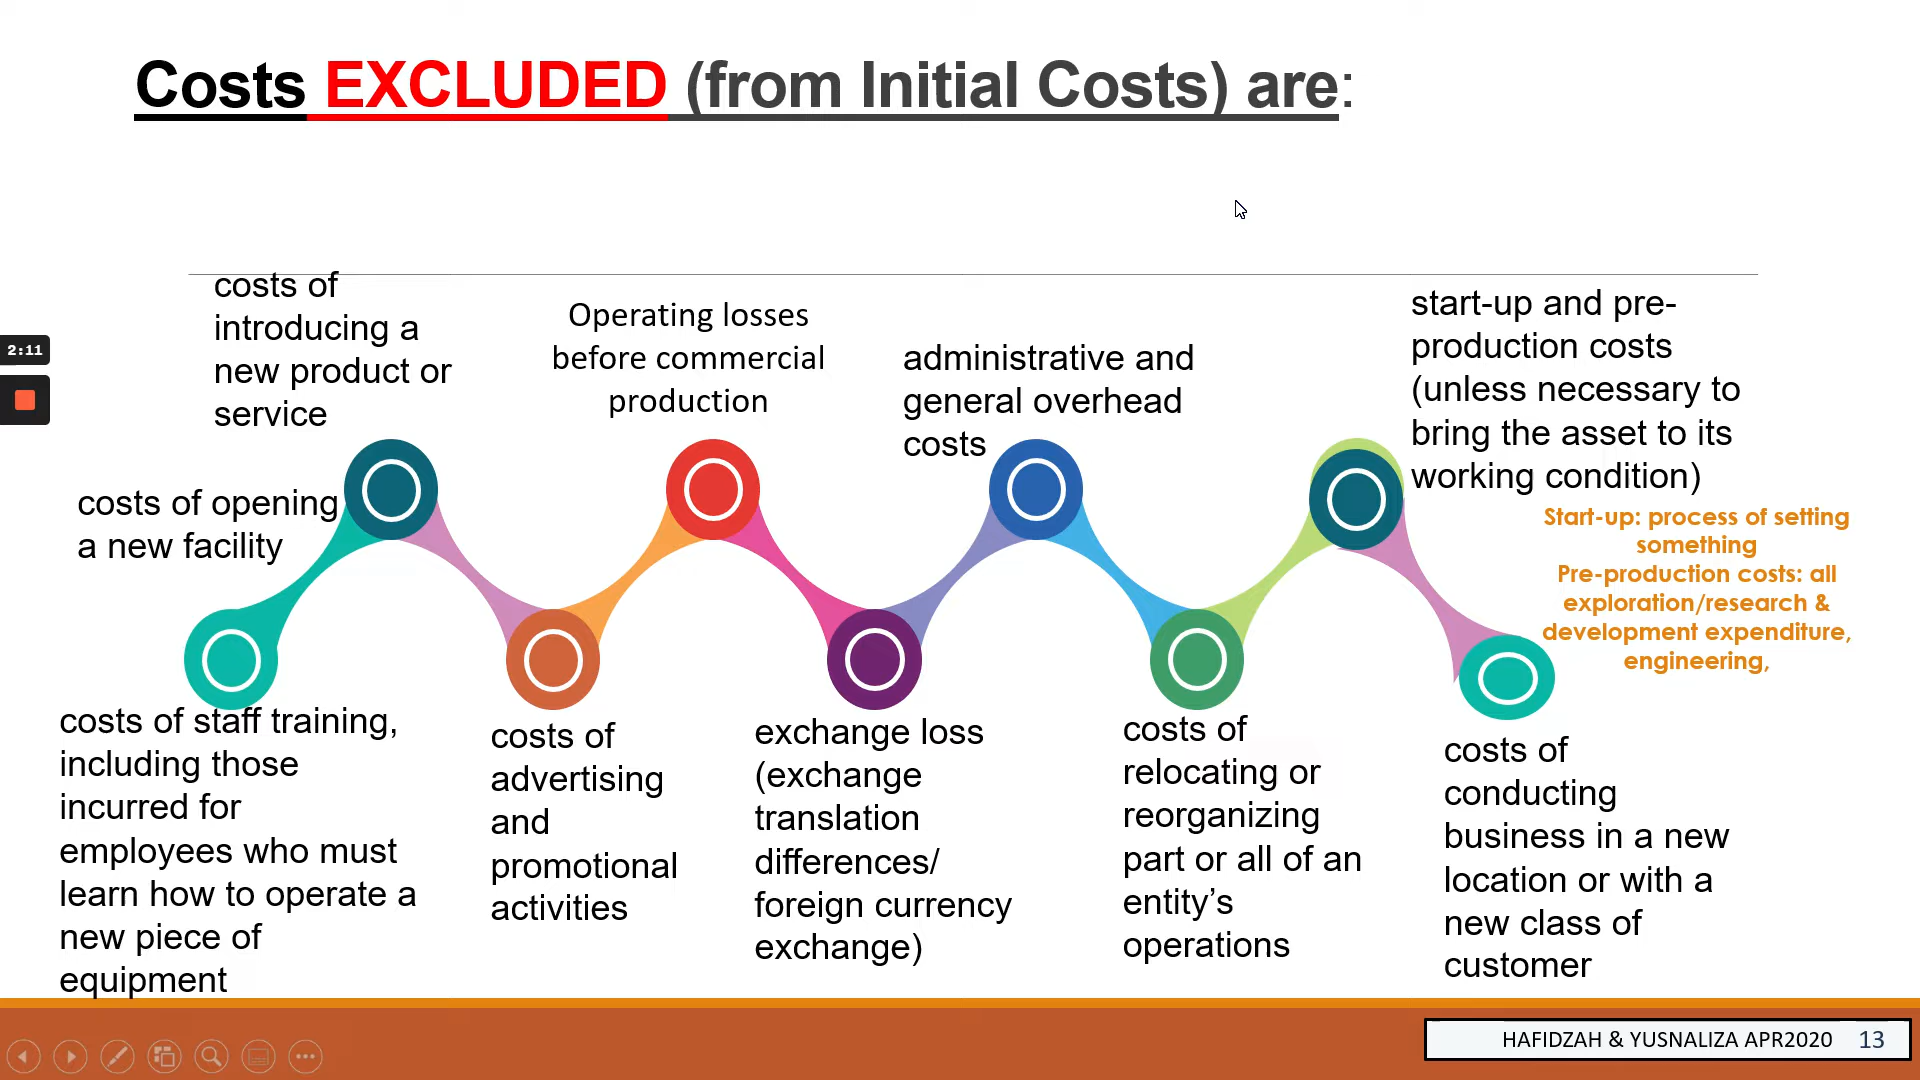 Costs EXCLUDED (from Initial Costs) are:
costs of
introducing a
new product or
service
Operating losses
before commercial
production
administrative and
general overhead
costs
start-up and pre-
production costs
(unless necessary to
bring the asset to its
working condition)
2:11
costs of opening
a new facility
Start-up: process of setting
something
Pre-production costs: all
exploration/research &
development expenditure,
engineering,
costs of staff training,
including those
incurred for
employees who must
learn how to operate a
new piece of
equipment
costs of
advertising
and
promotional
activities
exchange loss
(exchange
translation
differences/
foreign currency
exchange)
costs of
relocating or
reorganizing
part or all of an
entity’s
operations
costs of
conducting
business in a new
location or with a
new class of
customer
HAFIDZAH & YUSNALIZA APR2020 13